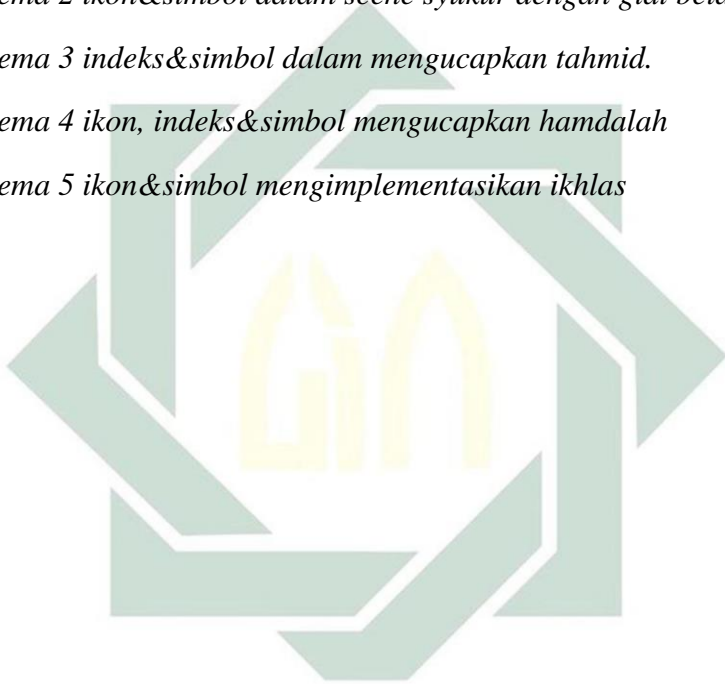 2 ikon&simbol dalam scene syukur dengan giat
ema 3 indeks&simbol dalam mengucapkan tahmid.
ema 4 ikon, indeks&simbol mengucapkan hamdalah
ema 5 ikon&simbol mengimplementasikan ikhlas